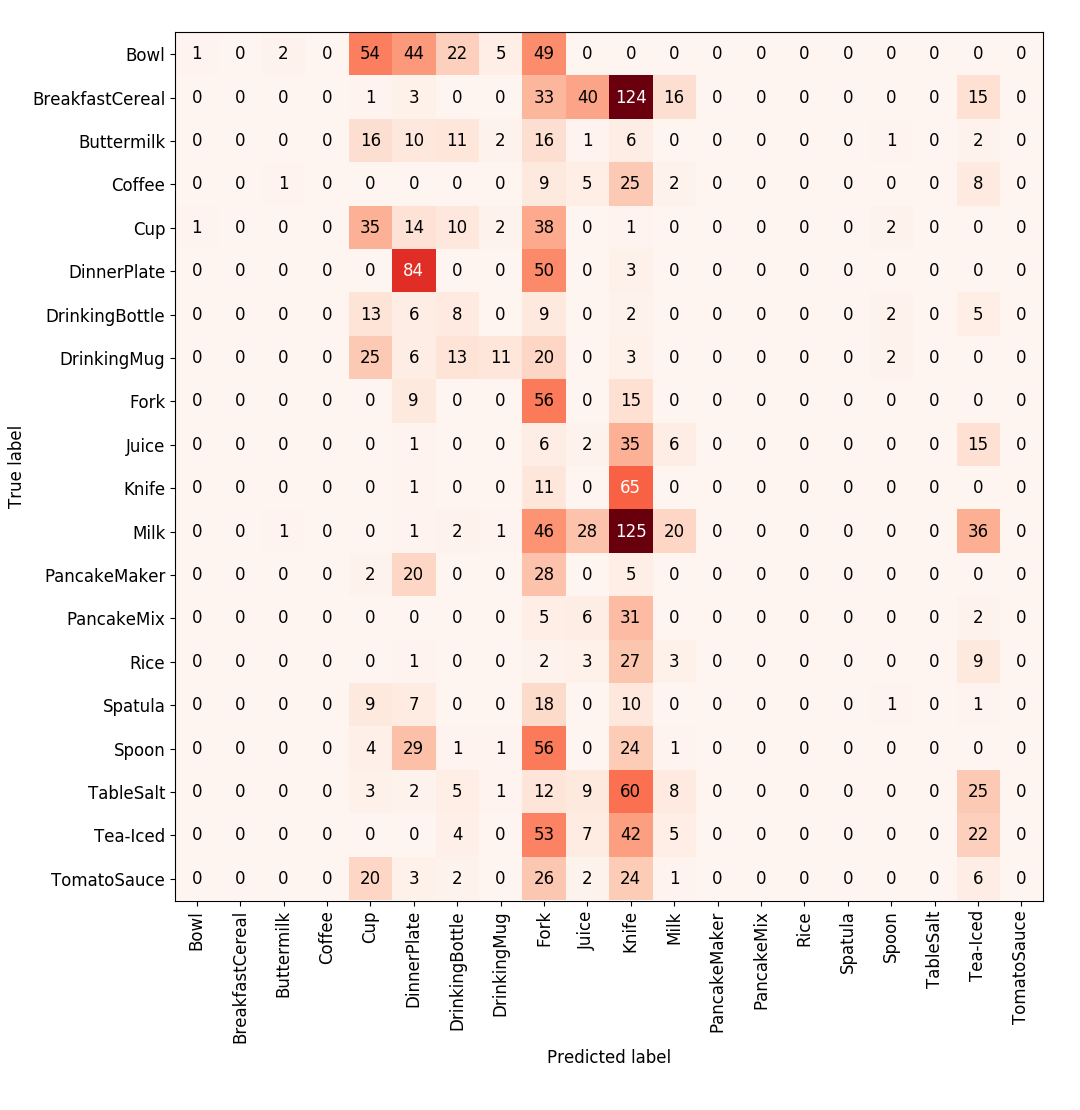 Bowl 1 0 2 0 54 44 22 5 49 0 0 0 0 0 0 0 0 0 0 0
BreakfastCereal 0 0 0 0 1 3 0 0 33 40 124 16 0 0 0 0 0 0 15 0
Buttermilk 0 0 0 0 16 10 11 2 16 1 6 0 0 0 0 0 1 0 2 0
Coffee 0 0 1 0 0 0 0 0 9 5 25 2 0 0 0 0 0 0 8 0
Cup 1 0 0 0 35 14 10 2 38 0 1 0 0 0 0 0 2 0 0 0
DinnerPlate 0 0 0 0 0 84 0 0 50 0 3 0 0 0 0 0 0 0 0 0
DrinkingBottle 0 0 0 0 13 6 8 0 9 0 2 0 0 0 0 0 2 0 5 0
DrinkingMug 0 0 0 0 25 6 13 11 20 0 3 0 0 0 0 0 2 0 0 0
Fork 0 0 0 0 0 9 0 0 56 0 15 0 0 0 0 0 0 0 0 0
Juice 0 0 0 0 0 1 0 0 6 2 35 6 0 0 0 0 0 0 15 0
Knife 0 0 0 0 0 1 0 0 11 0 65 0 0 0 0 0 0 0 0 0
Milk 0 0 1 0 0 1 2 1 46 28 125 20 0 0 0 0 0 0 36 0
PancakeMaker 0 0 0 0 2 20 0 0 28 0 5 0 0 0 0 0 0 0 0 0
PancakeMix 0 0 0 0 0 0 0 0 5 6 31 0 0 0 0 0 0 0 2 0
Rice 0 0 0 0 0 1 0 0 2 3 27 3 0 0 0 0 0 0 9 0
Spatula 0 0 0 0 9 7 0 0 18 0 10 0 0 0 0 0 1 0 1 0
Spoon 0 0 0 0 4 29 1 1 56 0 24 1 0 0 0 0 0 0 0 0
TableSalt 0 0 0 0 3 2 5 1 12 9 60 8 0 0 0 0 0 0 25 0
Tea-Iced 0 0 0 0 0 0 4 0 53 7 42 5 0 0 0 0 0 0 22 0
TomatoSauce 0 0 0 0 20 3 2 0 26 2 24 1 0 0 0 0 0 0 6 0
True label
Bowl
BreakfastCereal
Buttermilk
Coffee
Cup
DinnerPlate
DrinkingBottle
DrinkingMug
Fork
Juice
Knife
Milk
PancakeMaker
PancakeMix
Rice
Spatula
Spoon
TableSalt
Tea-Iced
TomatoSauce
Predicted label